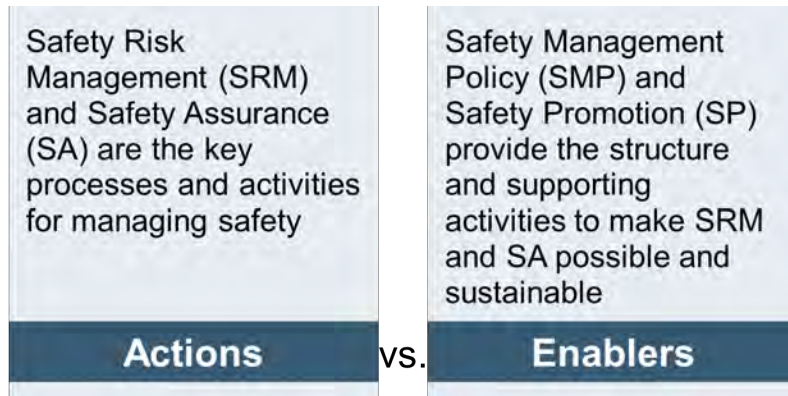 Safety Risk
Management (SRM)
and Safety Assurance
(SA) are the key
processes and activities
for managing safety
Actions
vs.
Safety Management
Policy (SMP) and
Safety Promotion (SP)
provide the structure
and supporting
activities to make SRM
and SA possible and
sustainable
Enablers